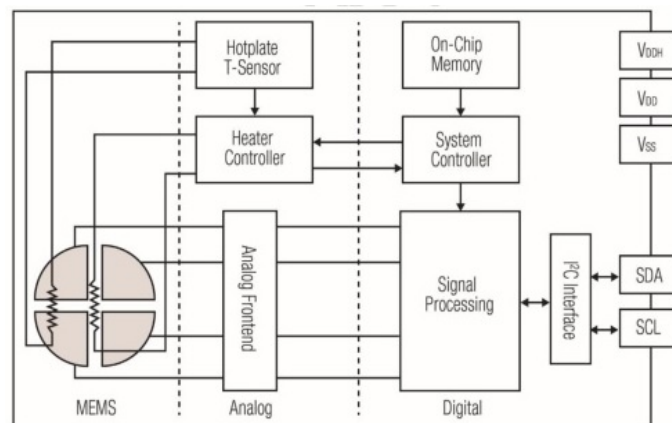 Hotplate
T-Sensor
On-Chip
Memory
VDDH
VDD
VSS
Heater
Controller
System
Controller
Analog Frontend
Signal
Processing
I²C Interface
SDA
SCL
MEMS
Analog
Digital